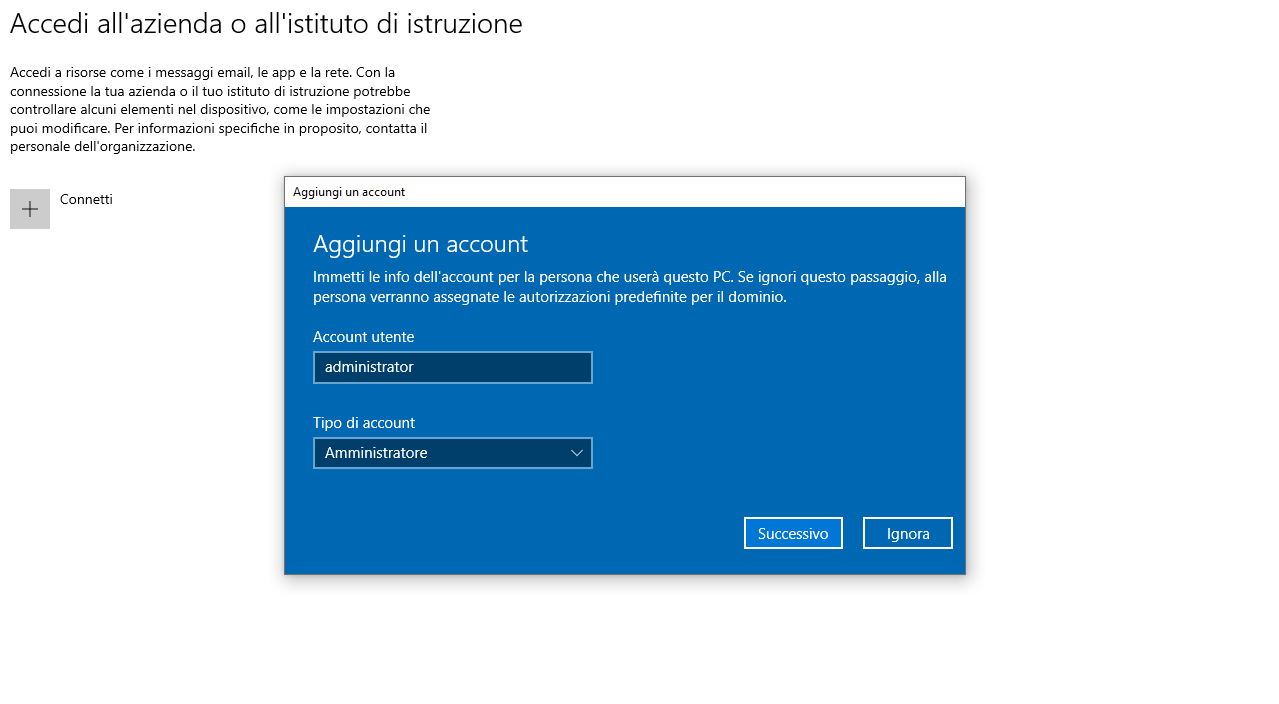 Accedi all'azienda o all'istituto di istruzione
Accedi a risorse come i messaggi email, le app e la rete. Con la
connessione la tua azienda o il tuo istituto di istruzione potrebbe
controllare alcuni elementi nel dispositivo, come le impostazioni che
puoi modificare. Per informazioni specifiche in proposito, contatta il
personale dell'organizzazione.
Connetti
Aggiungi un account
Aggiungi un account
Immetti le info dell'account per la persona che userà questo PC. Se ignori questo passaggio, alla
persona verranno assegnate le autorizzazioni predefinite per il dominio.
Account utente
administrator
Tipo di account
Amministratore
Successivo
Ignora